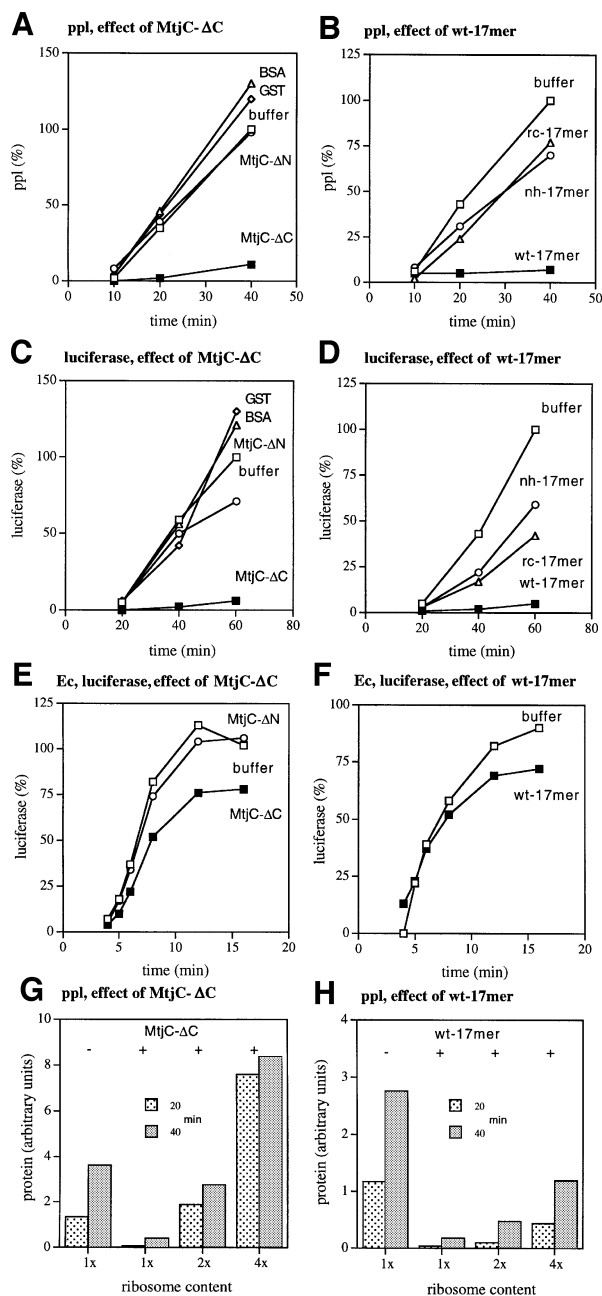 A ppl, effect of MtjC-ΔC
150
100
50
0
ppl (%)
BSA
GST
buffer
MtjC-ΔN
MtjC-ΔC
0 10 20 30 40 50
time (min)
B ppl, effect of wt-17mer
125
100
75
50
25
0
ppl (%)
buffer
rc-17mer
nh-17mer
wt-17mer
0 10 20 30 40 50
time (min)
C luciferase, effect of MtjC-ΔC
150
100
50
0
luciferase (%)
GST
BSA
MtjC-ΔN
buffer
MtjC-ΔC
0 20 40 60 80
time (min)
D luciferase, effect of wt-17mer
125
100
75
50
25
0
luciferase (%)
buffer
nh-17mer
rc-17mer
wt-17mer
0 20 40 60 80
time (min)
E Ec, luciferase, effect of MtjC-ΔC
125
100
75
50
25
0
luciferase (%)
MtjC-ΔN
buffer
MtjC-ΔC
0 5 10 15 20
time (min)
F Ec, luciferase, effect of wt-17mer
100
75
50
25
0
luciferase (%)
buffer
wt-17mer
0 5 10 15 20
time (min)
G ppl, effect of MtjC- ΔC
10
8
6
4
2
0
protein (arbitrary units)
MtjC-ΔC
- + + +
20
min
40
1x 1x 2x 4x
ribosome content
H ppl, effect of wt-17mer
4
3
2
1
0
protein (arbitrary units)
wt-17mer
- + + +
20
min
40
1x 1x 2x 4x
ribosome content